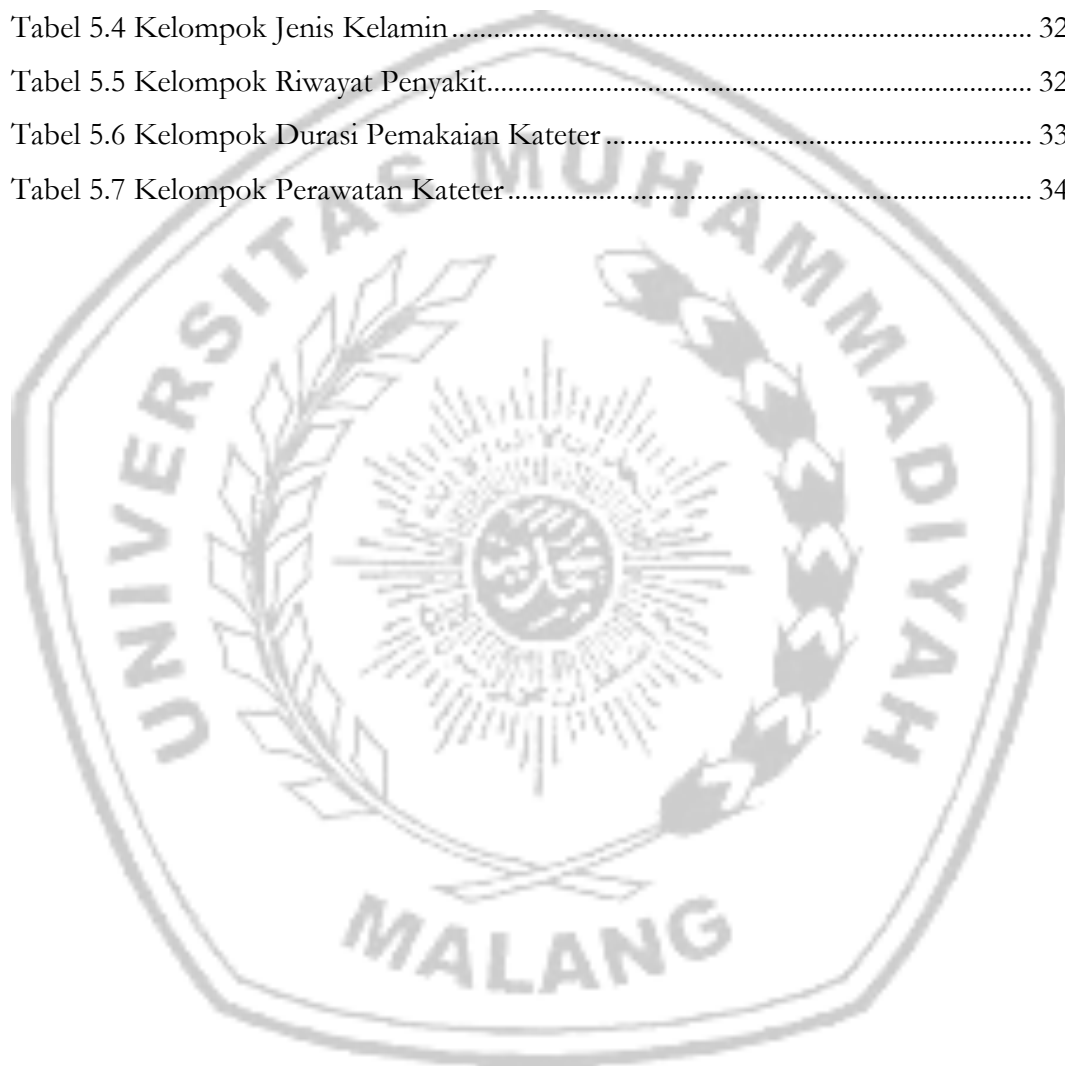 Tabel 5.4 Kelompok Jenis Kelamin.................................................................................. 32
Tabel 5.5 Kelompok Riwayat Penyakit............................................................................. 32
Tabel 5.6 Kelompok Durasi Pemakaian Kateter............................................................. 33
Tabel 5.7 Kelompok Perawatan Kateter.......................................................................... 34
UNIVERSITAS MUHAMMADIYAH
MALANG